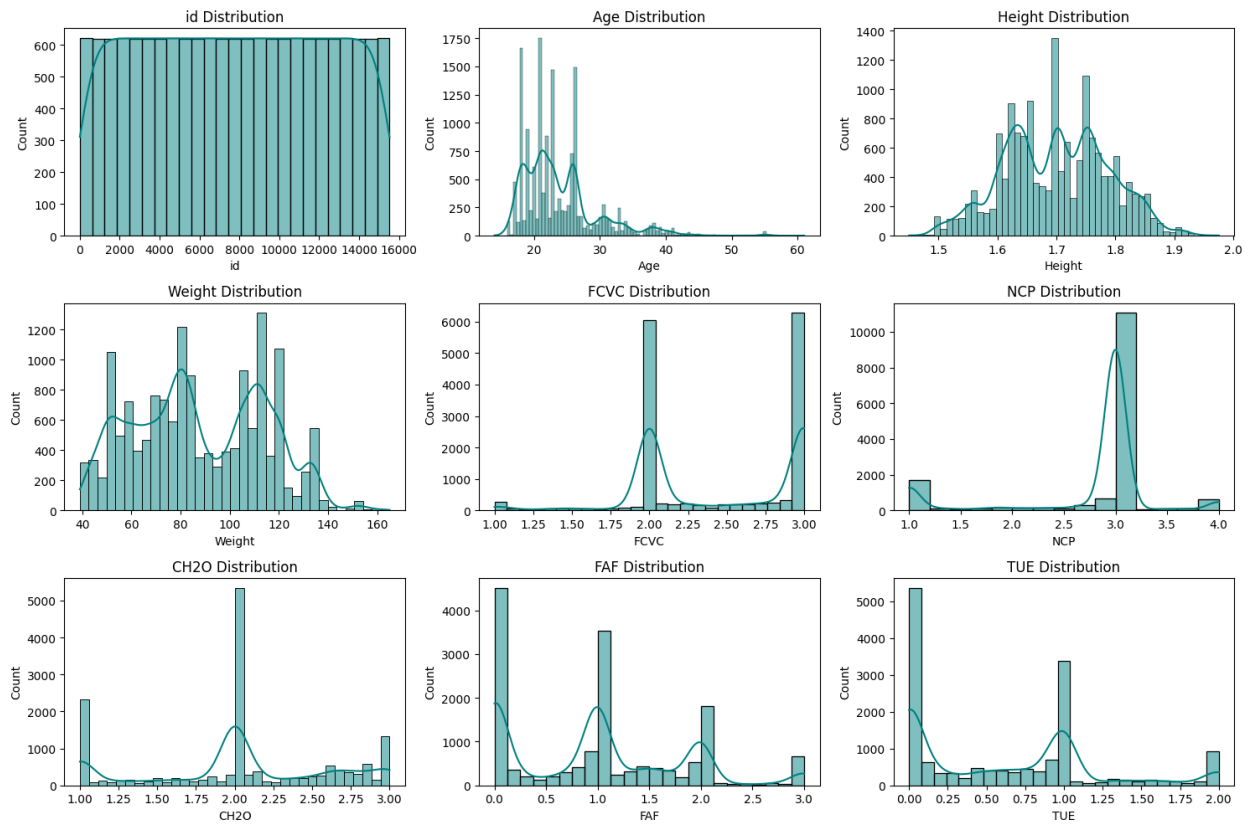 id Distribution
Count
600
500
400
300
200
100
0
0 2000 4000 6000 8000 10000 12000 14000 16000
id
Age Distribution
Count
1750
1500
1250
1000
750
500
250
0
20 30 40 50 60
Age
Height Distribution
Count
1400
1200
1000
800
600
400
200
0
1.5 1.6 1.7 1.8 1.9 2.0
Height
Weight Distribution
Count
1200
1000
800
600
400
200
0
40 60 80 100 120 140 160
Weight
FCVC Distribution
Count
6000
5000
4000
3000
2000
1000
0
1.00 1.25 1.50 1.75 2.00 2.25 2.50 2.75 3.00
FCVC
NCP Distribution
Count
10000
8000
6000
4000
2000
0
1.0 1.5 2.0 2.5 3.0 3.5 4.0
NCP
CH2O Distribution
Count
5000
4000
3000
2000
1000
0
1.00 1.25 1.50 1.75 2.00 2.25 2.50 2.75 3.00
CH2O
FAF Distribution
Count
4000
3000
2000
1000
0
0.0 0.5 1.0 1.5 2.0 2.5 3.0
FAF
TUE Distribution
Count
5000
4000
3000
2000
1000
0
0.00 0.25 0.50 0.75 1.00 1.25 1.50 1.75 2.00
TUE